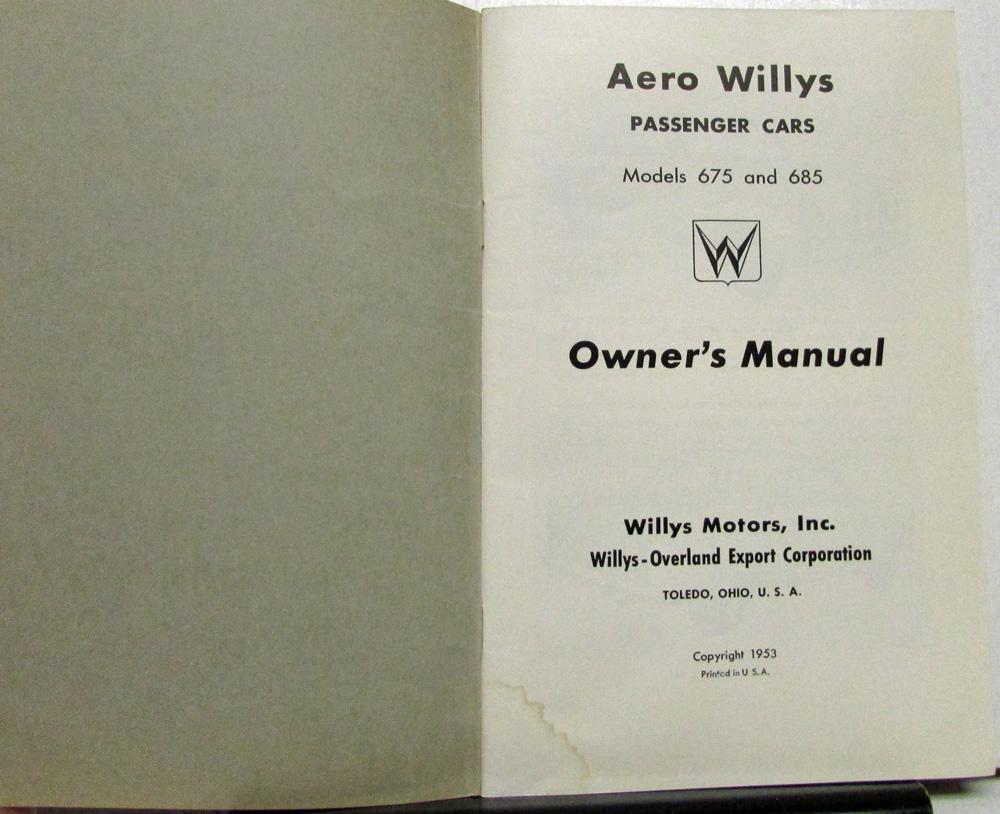 Aero Willys
PASSENGER CARS
Models 675 and 685
W
Owner's Manual
Willys Motors, Inc.
Willys-Overland Export Corporation
TOLEDO, OHIO, U. S. A.
Copyright 1953
Printed in U S. A.